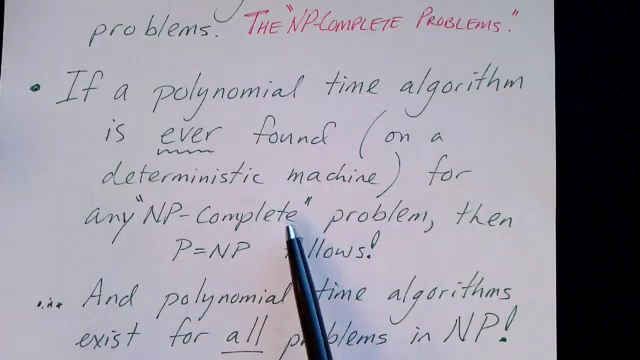 problems. THE "NP-COMPLETE PROBLEMS."
• If a polynomial time algorithm
is ever found (on a
deterministic machine) for
any "NP-Complete" problem, then
P=NP llows!
∴ And polynomial time algorithms
exist for all problems in NP!